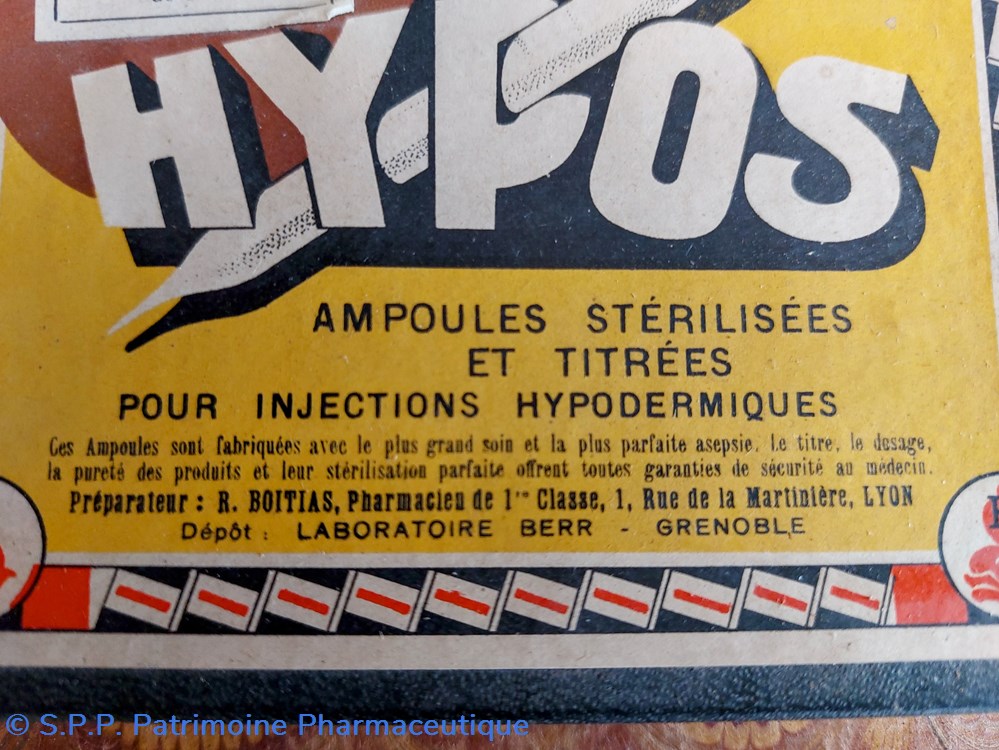 HYPOS
AMPOULES STÉRILISÉES
ET TITRÉES
POUR INJECTIONS HYPODERMIQUES
Ces Ampoules sont fabriquées avec le plus grand soin et la plus parfaite asepsie. Le titre, le dosage,
la pureté des produits et leur stérilisation parfaite offrent toutes garanties de sécurité au médecin.
Préparateur : R. BOITIAS, Pharmacien de 1re Classe, 1, Rue de la Martinière, LYON
Dépôt : LABORATOIRE BERR - GRENOBLE
© S.P.P. Patrimoine Pharmaceutique